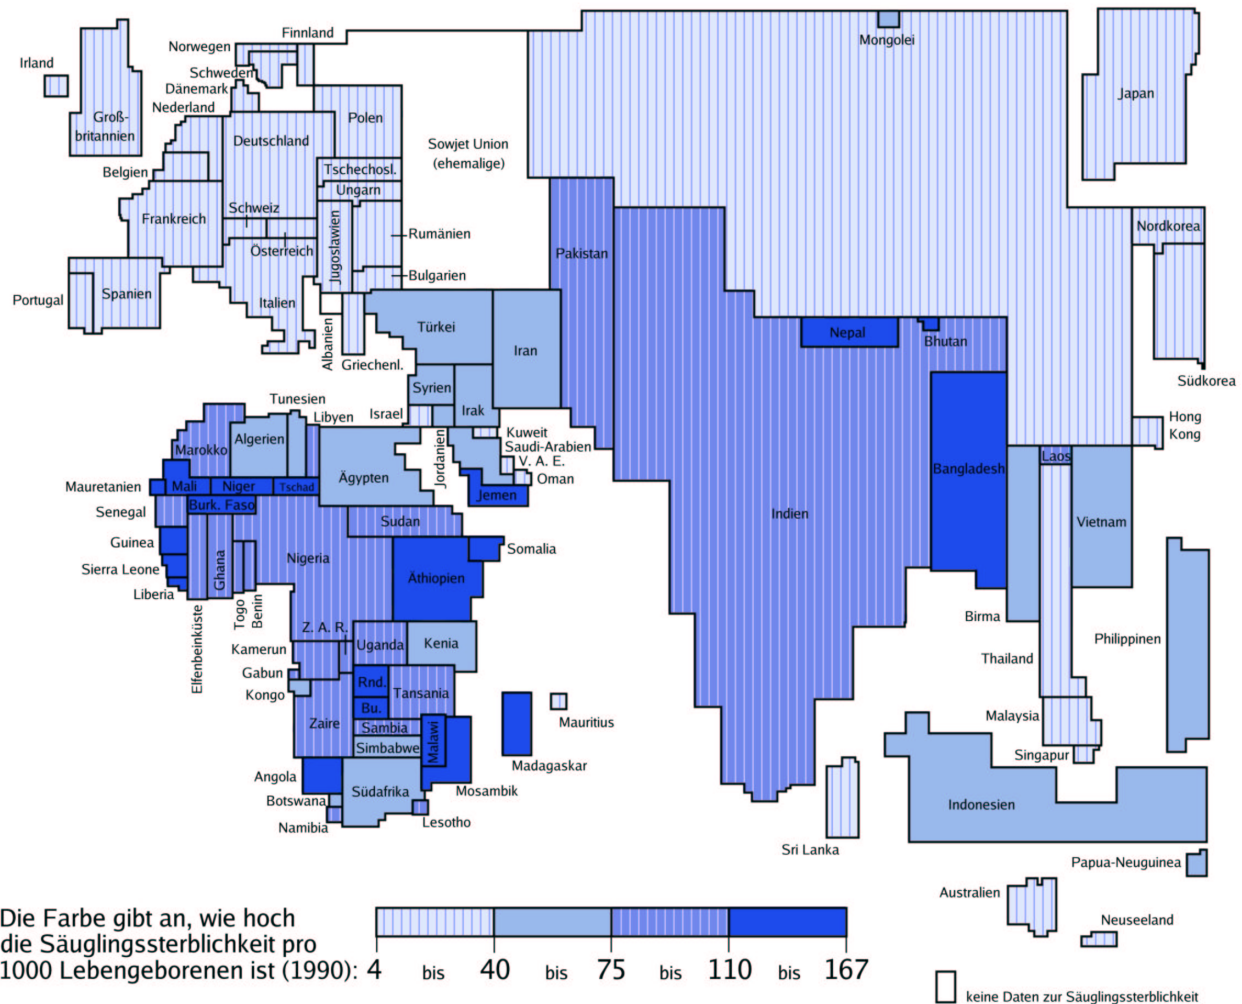 Finnland
Norwegen
Mongolei
Irland
Schweden
Dänemark
Japan
Nederland
Groß-
britannien
Polen
Deutschland
Sowjet Union
(ehemalige)
Belgien
Tschechosl.
Ungarn
Schweiz
Frankreich
Nordkorea
Jugoslawien
Rumänien
Österreich
Pakistan
Bulgarien
Portugal
Spanien
Italien
Türkei
Nepal
Bhutan
Iran
Albanien
Griechenl.
Südkorea
Syrien
Tunesien
Libyen
Israel
Irak
Hong
Kong
Kuweit
Saudi-Arabien
V. A. E.
Oman
Algerien
Marokko
Jordanien
Laos
Bangladesh
Ägypten
Mauretanien
Mali
Niger
Tschad
Jemen
Senegal
Burk. Faso
Sudan
Indien
Vietnam
Guinea
Ghana
Nigeria
Somalia
Sierra Leone
Äthiopien
Liberia
Togo
Benin
Elfenbeinküste
Birma
Z. A. R.
Kamerun
Uganda
Kenia
Philippinen
Thailand
Gabun
Kongo
Rnd.
Tansania
Bu.
Zaire
Sambia
Malawi
Simbabwe
Mauritius
Malaysia
Madagaskar
Singapur
Angola
Mosambik
Botswana
Südafrika
Namibia
Lesotho
Indonesien
Sri Lanka
Papua-Neuguinea
Australien
Neuseeland
Die Farbe gibt an, wie hoch
die Säuglingssterblichkeit pro
1000 Lebengeborenen ist (1990): 4 bis 40 bis 75 bis 110 bis 167
keine Daten zur Säuglingssterblichkeit